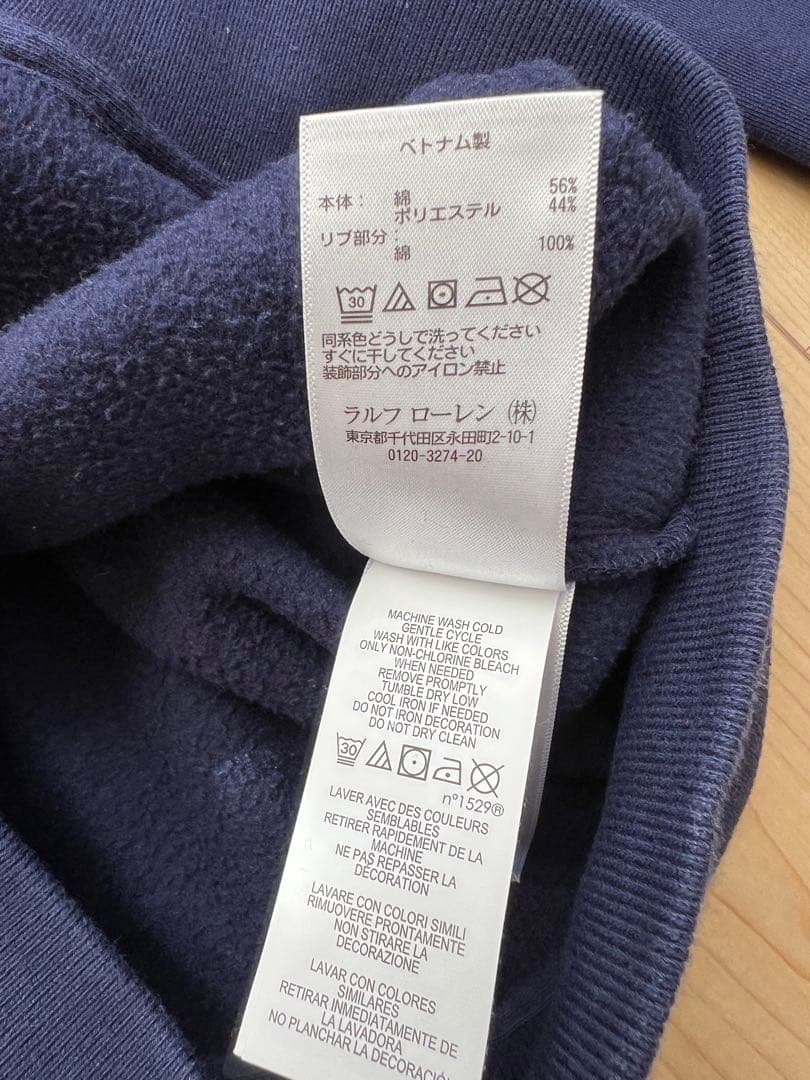 ベトナム製
本体： 綿 56%
ポリエステル 44%
リブ部分：
綿 100%
30
同系色どうしで洗ってください
すぐに干してください
装飾部分へのアイロン禁止
ラルフ ローレン（株）
東京都千代田区永田町2-10-1
0120-3274-20
MACHINE WASH COLD
GENTLE CYCLE
WASH WITH LIKE COLORS
ONLY NON-CHLORINE BLEACH
WHEN NEEDED
REMOVE PROMPTLY
TUMBLE DRY LOW
COOL IRON IF NEEDED
DO NOT IRON DECORATION
DO NOT DRY CLEAN
30
n°1529®
LAVER AVEC DES COULEURS
SEMBLABLES
RETIRER RAPIDEMENT DE LA
MACHINE
NE PAS REPASSER LA
DÉCORATION
LAVARE CON COLORI SIMILI
RIMUOVERE PRONTAMENTE
NON STIRARE LA
DECORAZIONE
LAVAR CON COLORES
SIMILARES
RETIRAR INMEDIATAMENTE DE
LA LAVADORA
NO PLANCHAR LA DECORACIÓN